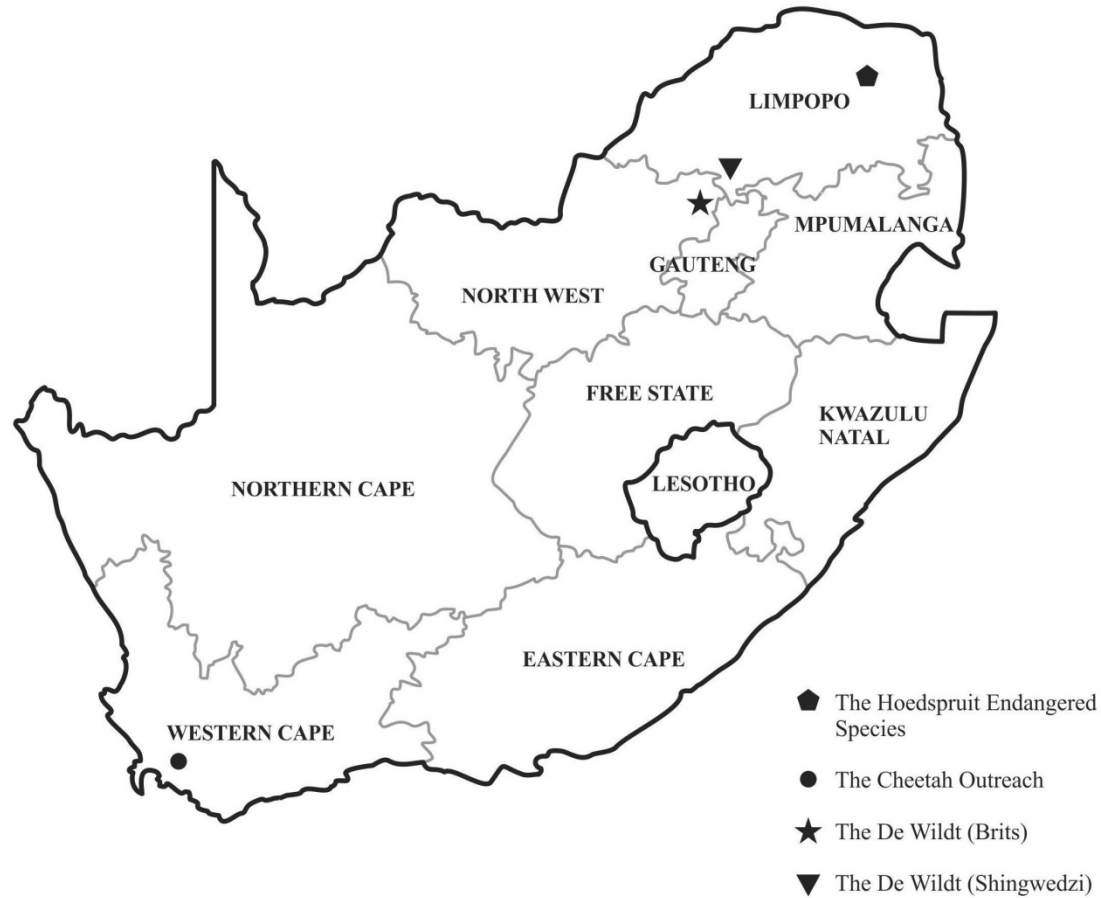 LIMPOPO
MPUMALANGA
GAUTENG
NORTH WEST
FREE STATE
KWAZULU
NATAL
LESOTHO
NORTHERN CAPE
EASTERN CAPE
WESTERN CAPE
The Hoedspruit Endangered
Species
The Cheetah Outreach
The De Wildt (Brits)
The De Wildt (Shingwedzi)